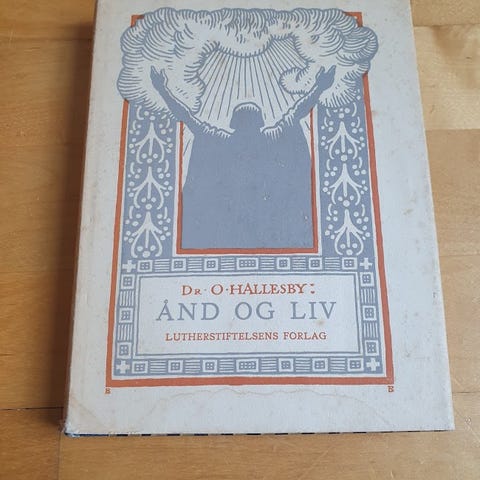 DR. O. HALLESBY:
ÅND OG LIV
LUTHERSTIFTELSENS FORLAG